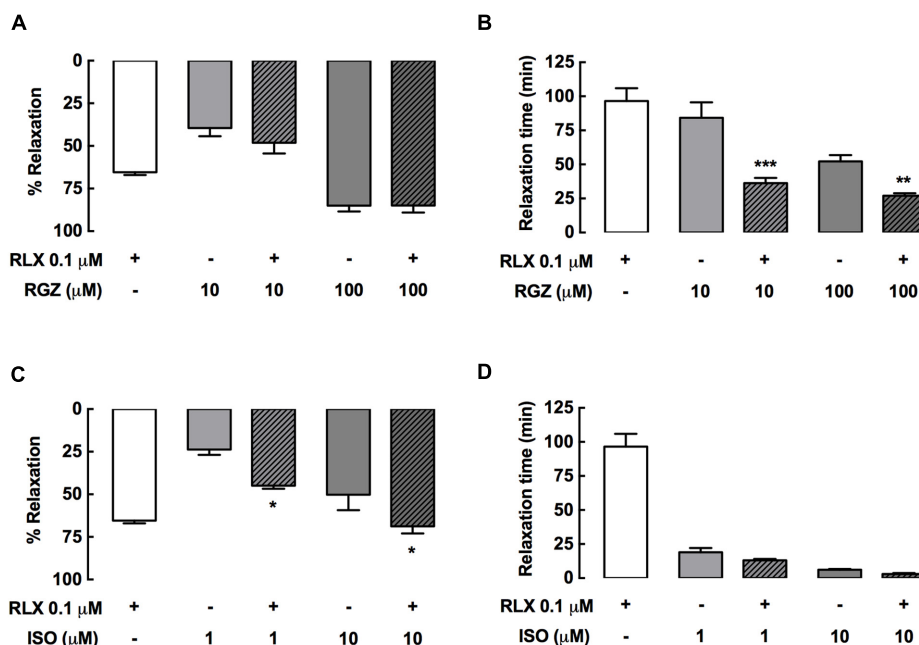 A
B
0
25
50
75
100
% Relaxation
125
100
75
50
25
0
Relaxation time (min)
***
**
RLX 0.1 μM + - + - +
RGZ (μM) - 10 10 100 100
RLX 0.1 μM + - + - +
RGZ (μM) - 10 10 100 100
C
D
0
25
50
75
100
% Relaxation
*
*
125
100
75
50
25
0
Relaxation time (min)
RLX 0.1 μM + - + - +
ISO (μM) - 1 1 10 10
RLX 0.1 μM + - + - +
ISO (μM) - 1 1 10 10